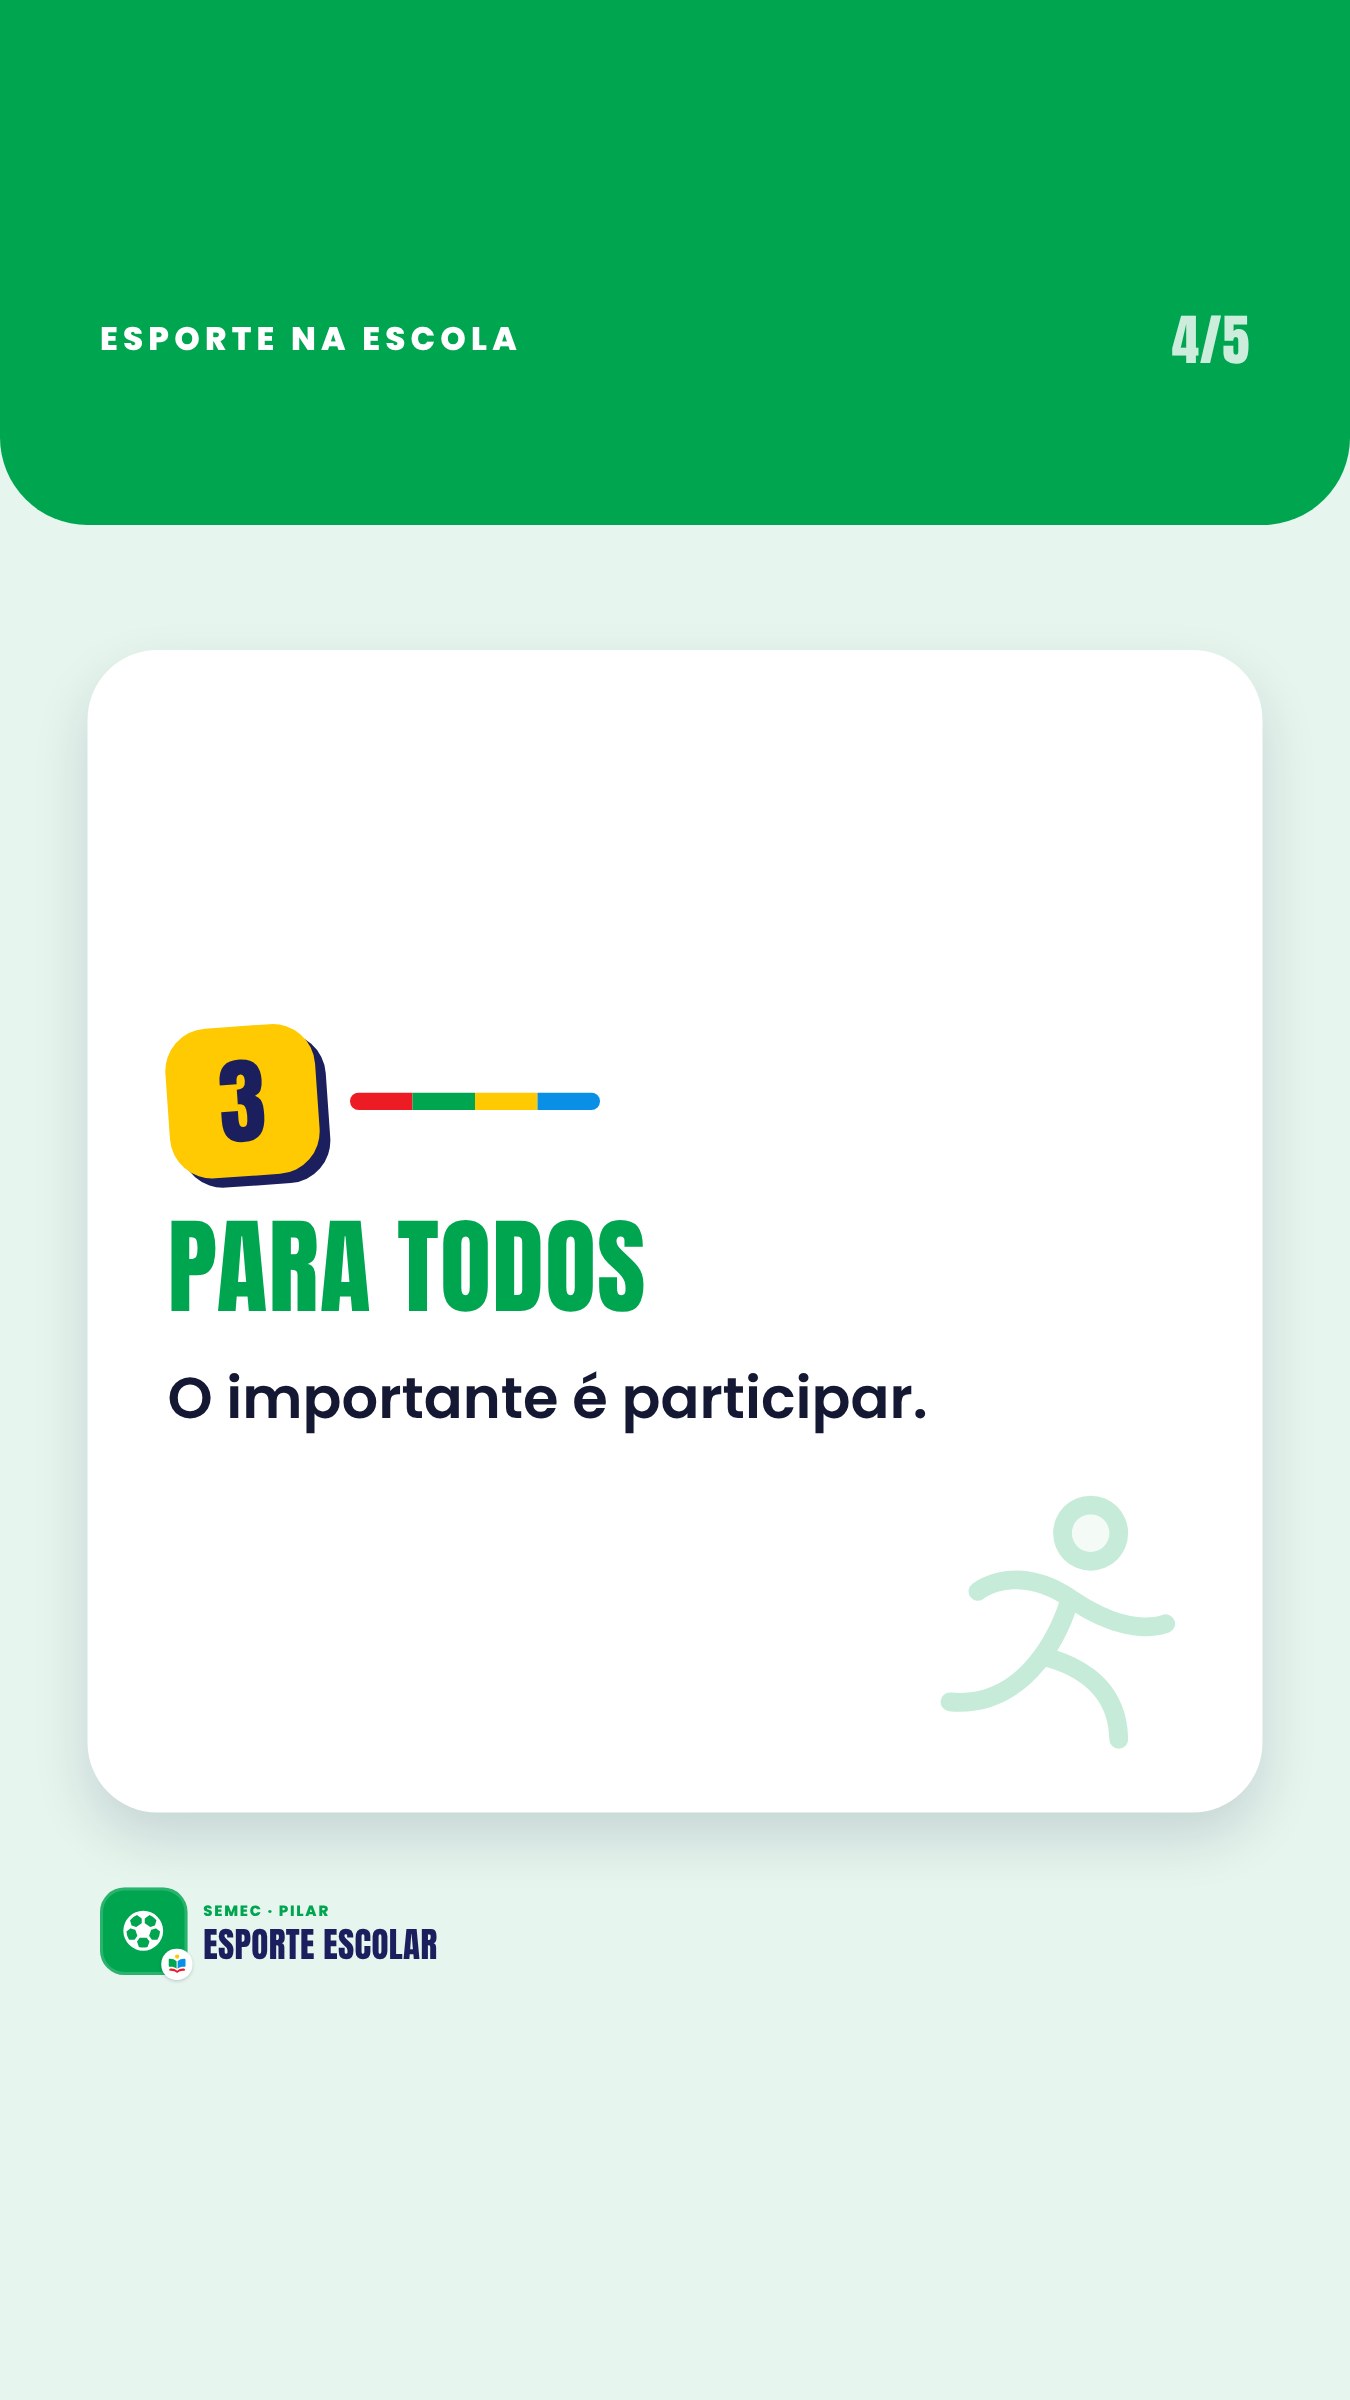 ESPORTE NA ESCOLA
4/5
3
PARA TODOS
O importante é participar.
SEMEC · PILAR
ESPORTE ESCOLAR